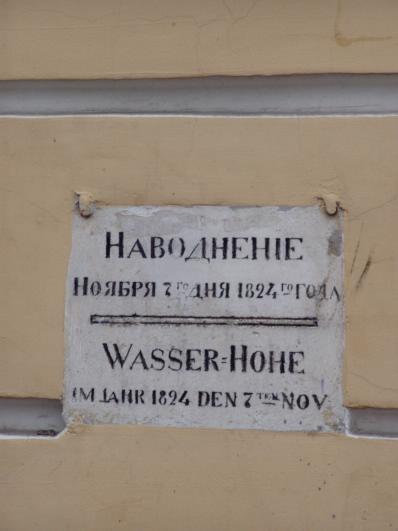 НАВОДНЕНІЕ
НОЯБРЯ 7ГО ДНЯ 1824ГО ГОДА
WASSER=HOHE
IM JAHR 1824 DEN 7TEN NOV